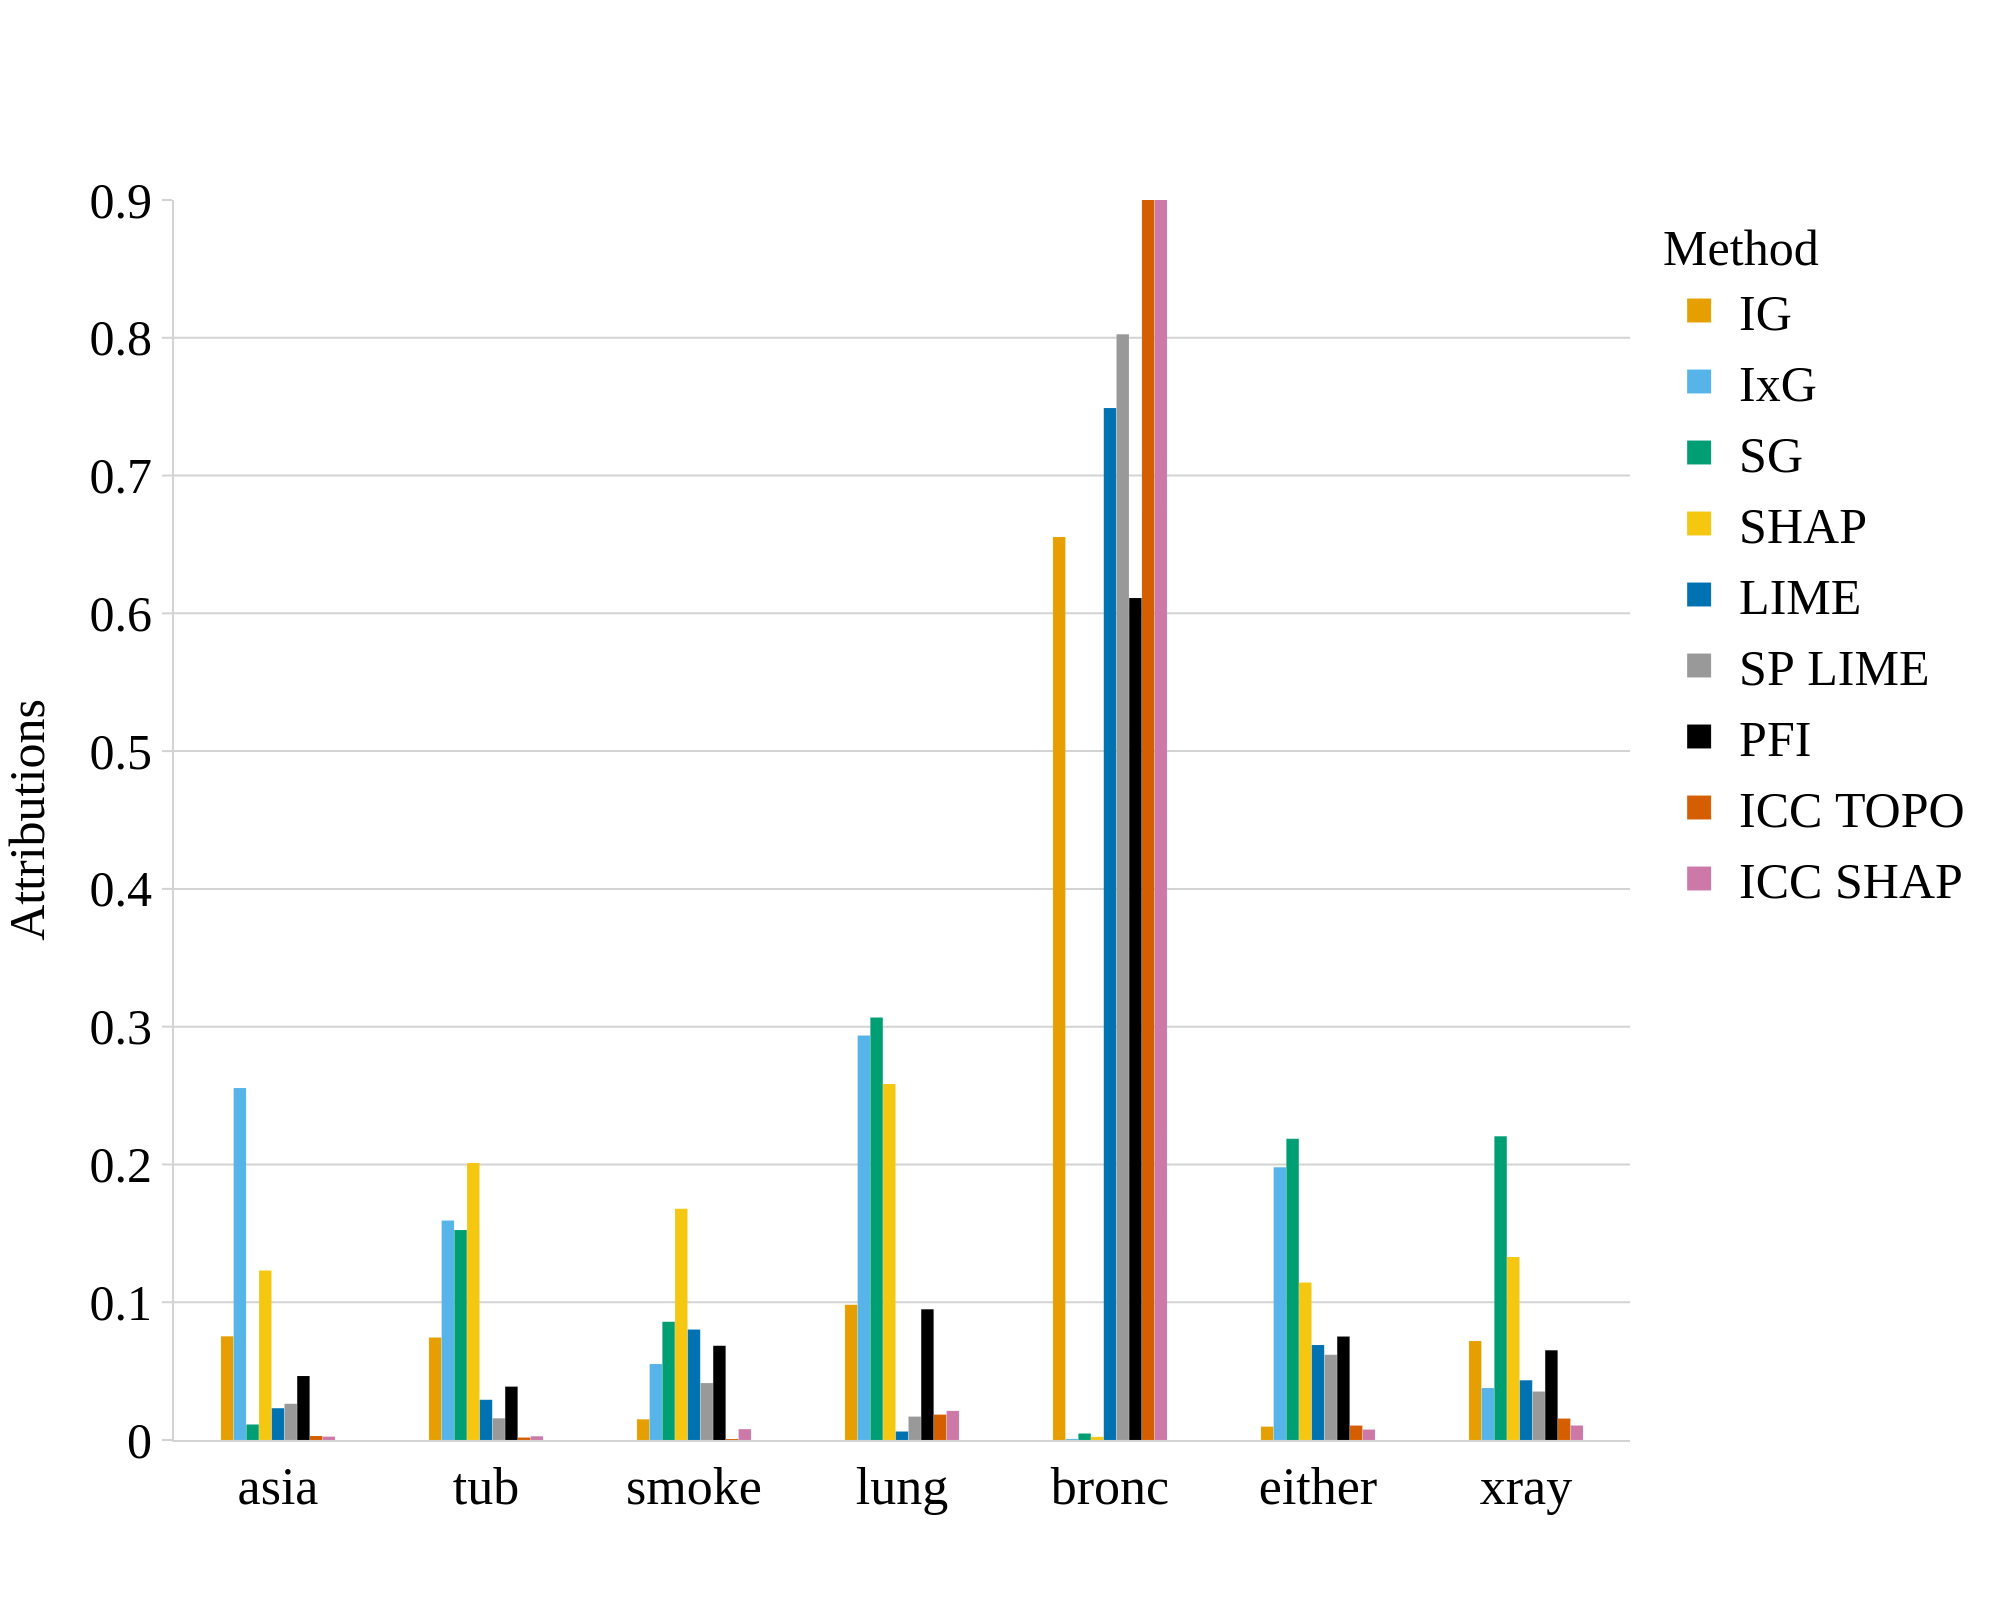 0.9
0.8
0.7
0.6
0.5
0.4
0.3
0.2
0.1
0
Attributions
asia tub smoke lung bronc either xray
Method
IG
IxG
SG
SHAP
LIME
SP LIME
PFI
ICC TOPO
ICC SHAP